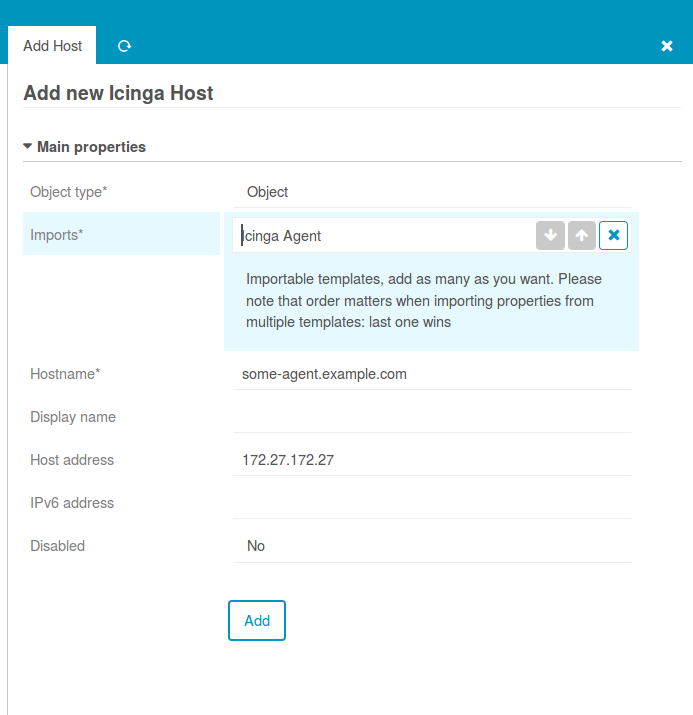 Add Host
Add new Icinga Host
Main properties
Object type*
Object
Imports*
Icinga Agent
Importable templates, add as many as you want. Please
note that order matters when importing properties from
multiple templates: last one wins
Hostname*
some-agent.example.com
Display name
Host address
172.27.172.27
IPv6 address
Disabled
No
Add